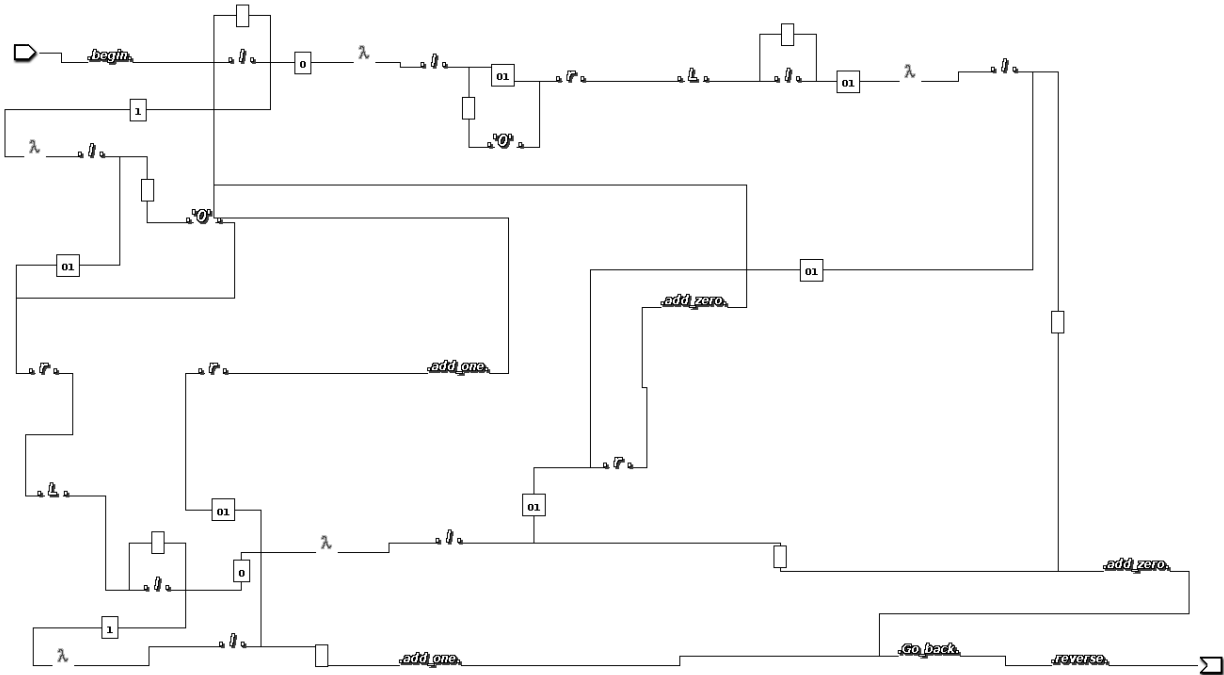 .begin. . l . 0 λ . l . 01 . r . . L . . l . 01 λ . l .
1
λ . l .
'0'
.'0'.
01
01
.add_zero.
. r . . r . .add_one.
. r .
. L .
01
01
λ . l .
. l . 0
.add_zero.
1
. l .
λ .add_one. .Go_back. .reverse.